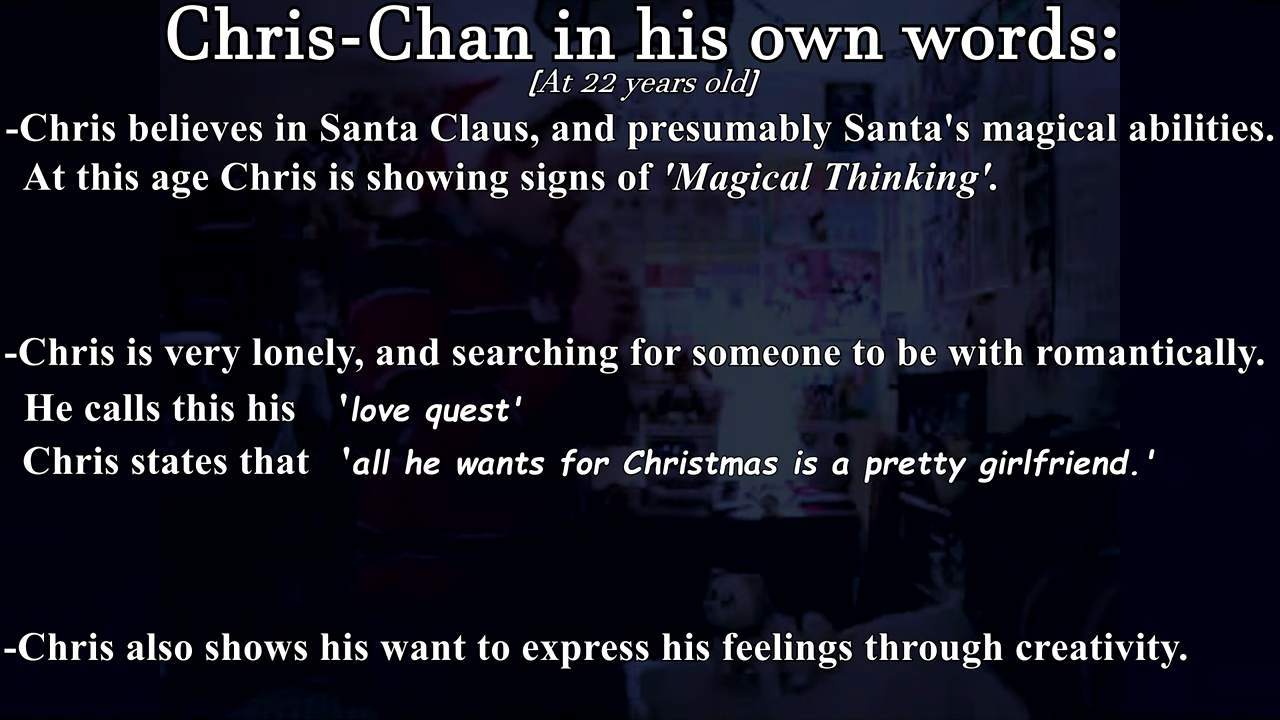 Chris-Chan in his own words:
[At 22 years old]
-Chris believes in Santa Claus, and presumably Santa's magical abilities.
At this age Chris is showing signs of 'Magical Thinking'.
-Chris is very lonely, and searching for someone to be with romantically.
He calls this his 'love quest'
Chris states that 'all he wants for Christmas is a pretty girlfriend.'
-Chris also shows his want to express his feelings through creativity.